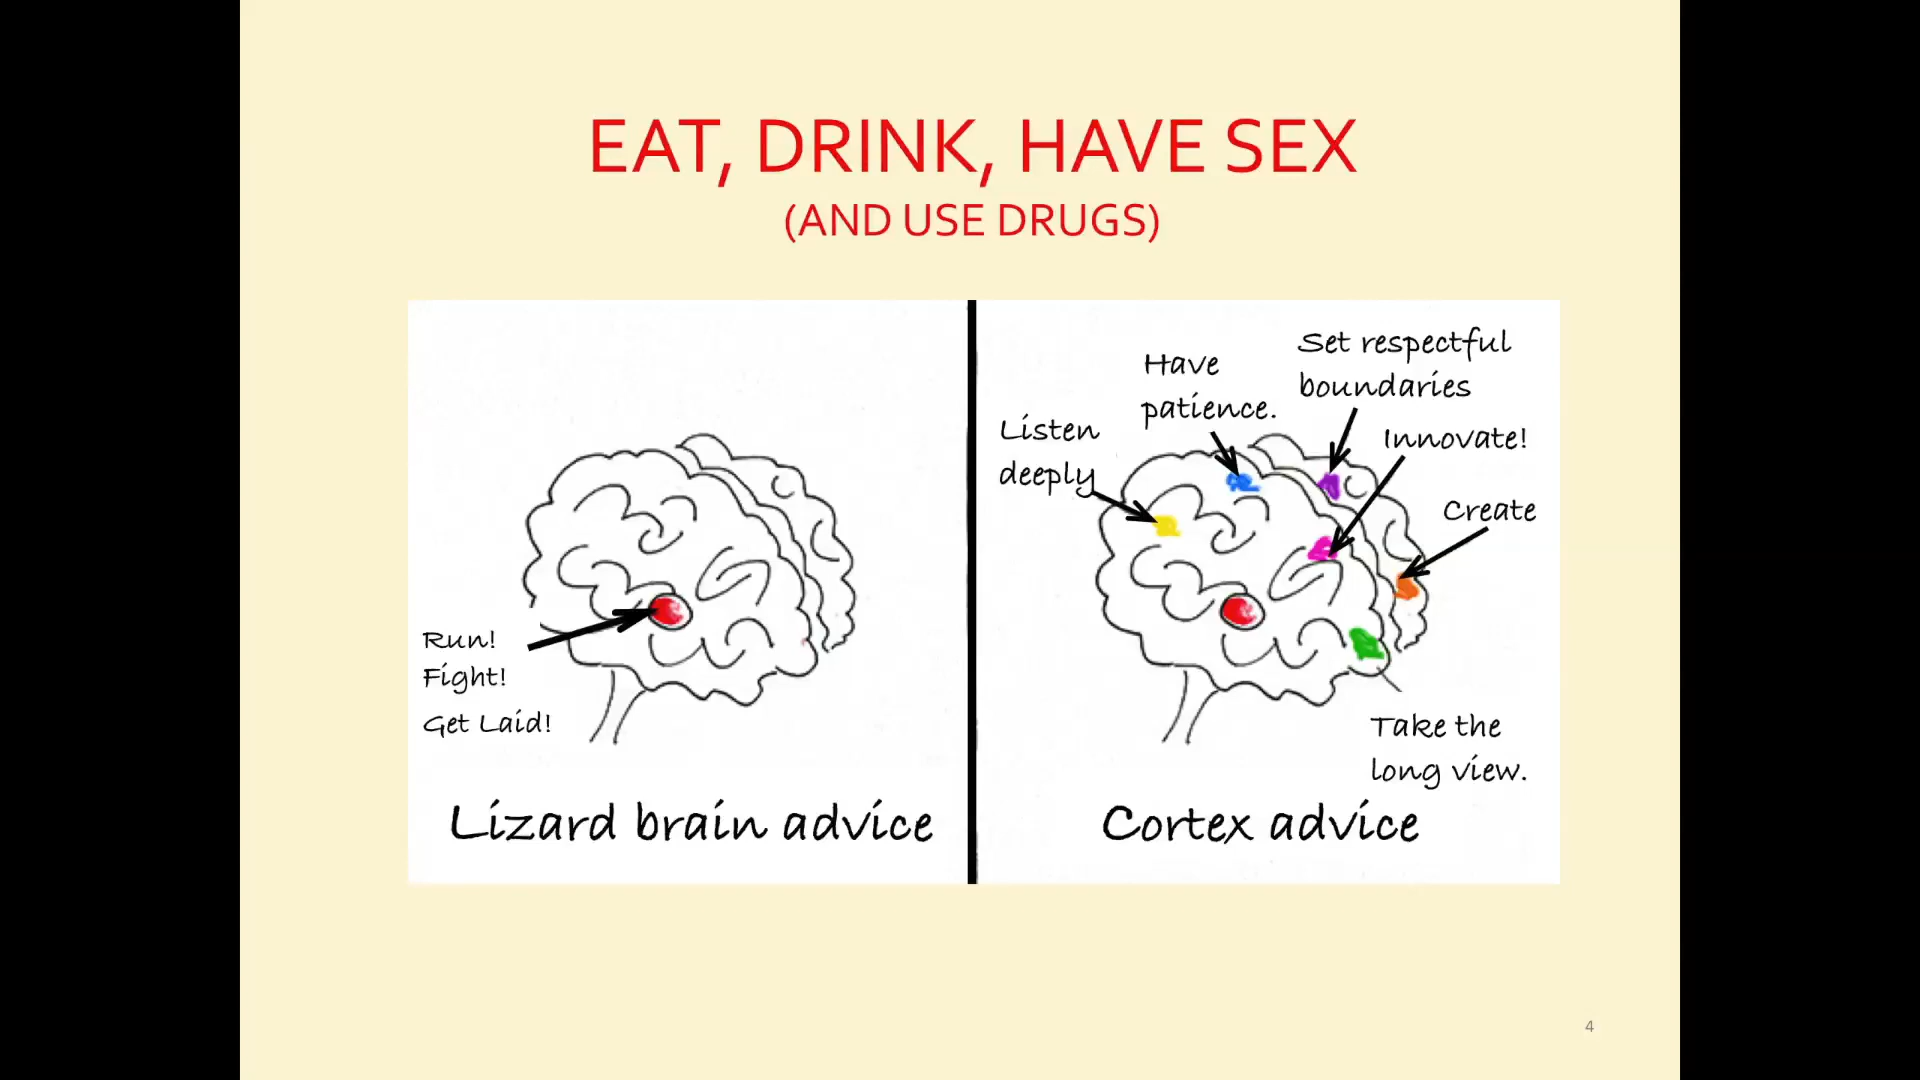 EAT, DRINK, HAVE SEX
(AND USE DRUGS)
Run!
Fight!
Get Laid!
Lizard brain advice
Listen
deeply
Have
patience.
Set respectful
boundaries
Innovate!
Create
Take the
long view.
Cortex advice
4